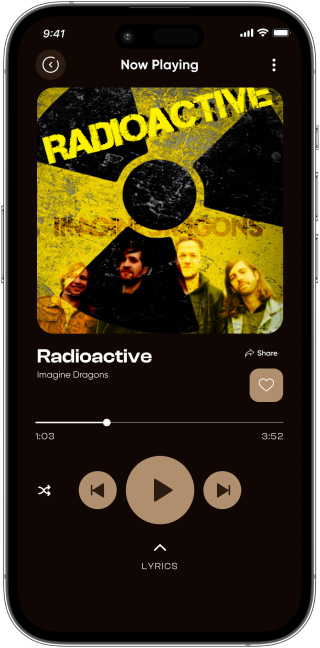 9:41
Now Playing
RADIOACTIVE
IMAGINE DRAGONS
Radioactive
Share
Imagine Dragons
1:03
3:52
LYRICS